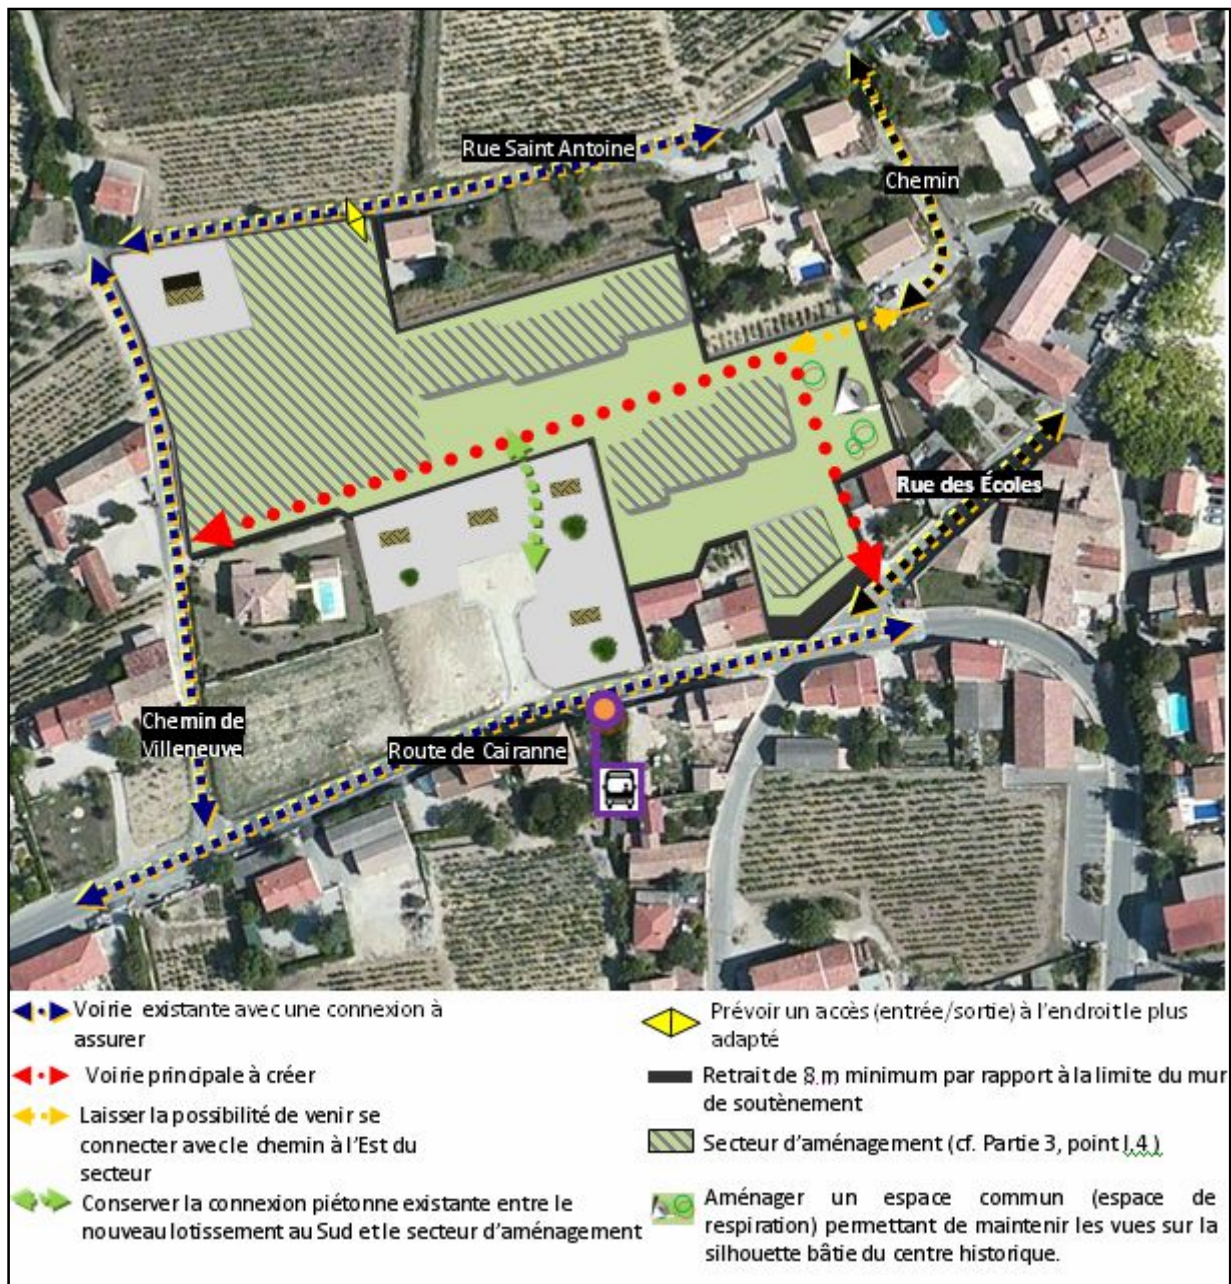 Rue Saint Antoine
Chemin
Rue des Écoles
Chemin de
Villeneuve
Route de Cairanne
Voirie existante avec une connexion à
assurer
Voirie principale à créer
Laisser la possibilité de venir se
connecter avec le chemin à l'Est du
secteur
Conserver la connexion piétonne existante entre le
nouveau lotissement au Sud et le secteur d'aménagement
Prévoir un accès (entrée/sortie) à l'endroit le plus
adapté
Retrait de 8 m minimum par rapport à la limite du mur
de soutènement
Secteur d'aménagement (cf. Partie 3, point I.4 )
Aménager un espace commun (espace de
respiration) permettant de maintenir les vues sur la
silhouette bâtie du centre historique.